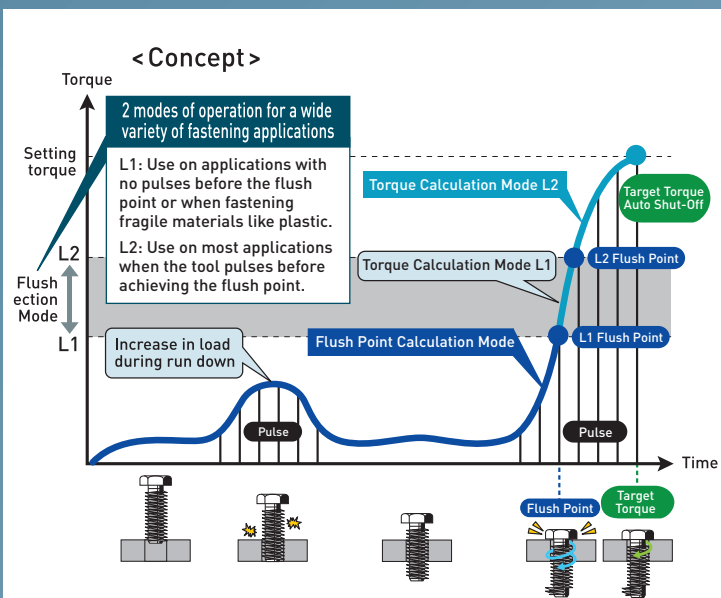 <Concept>
Torque
2 modes of operation for a wide
variety of fastening applications
L1: Use on applications with
no pulses before the flush
point or when fastening
fragile materials like plastic.
L2: Use on most applications
when the tool pulses before
achieving the flush point.
Setting
torque
Torque Calculation Mode L2
Target Torque
Auto Shut-Off
L2
L2 Flush Point
Torque Calculation Mode L1
Flush
ection
Mode
L1
L1 Flush Point
Increase in load
during run down
Flush Point Calculation Mode
Pulse
Pulse
Time
Flush Point
Target
Torque